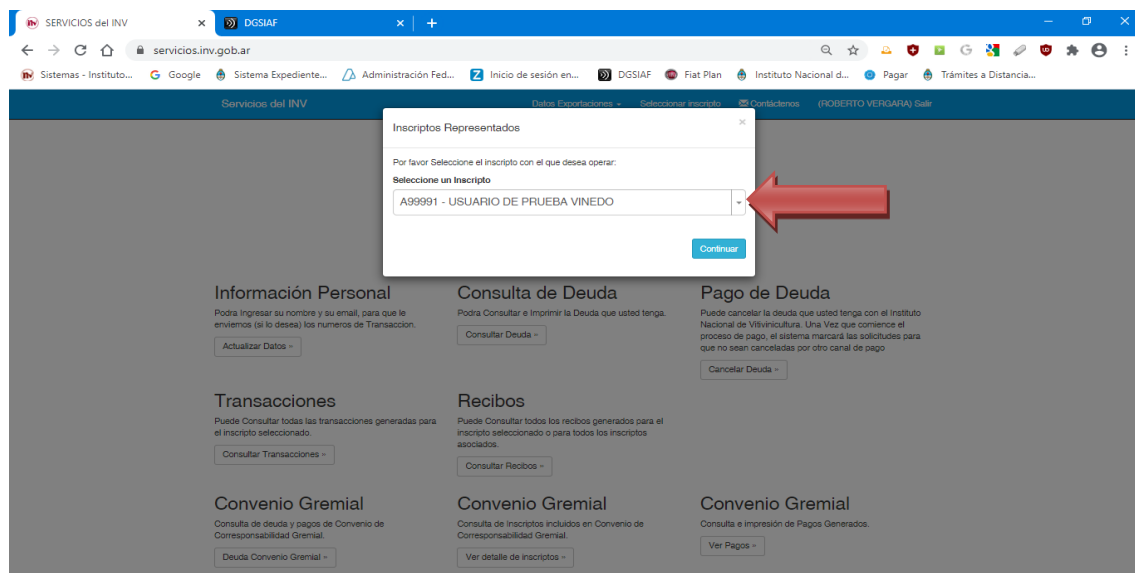 SERVICIOS del INV
DGSIAF
servicios.inv.gob.ar
Sistemas - Instituto...
Google
Sistema Expediente...
Administración Fed...
Inicio de sesión en...
DGSIAF
Fiat Plan
Instituto Nacional d...
Pagar
Trámites a Distancia...
Servicios del INV
Datos Exportaciones
Seleccionar inscripto
Contáctenos
(ROBERTO VERGARA) Salir
Inscriptos Representados
×
Por favor Seleccione el inscripto con el que desea operar:
Seleccione un Inscripto
A99991 - USUARIO DE PRUEBA VINEDO
Continuar
Información Personal
Podra Ingresar su nombre y su email, para que le
enviemos (si lo desea) los numeros de Transaccion.
Actualizar Datos »
Consulta de Deuda
Podra Consultar e Imprimir la Deuda que usted tenga.
Consultar Deuda »
Pago de Deuda
Puede cancelar la deuda que usted tenga con el Instituto
Nacional de Vitivinicultura. Una Vez que comience el
proceso de pago, el sistema marcará las solicitudes para
que no sean canceladas por otro canal de pago
Cancelar Deuda »
Transacciones
Puede Consultar todas las transacciones generadas para
el inscripto seleccionado.
Consultar Transacciones »
Recibos
Puede Consultar todos los recibos generados para el
inscripto seleccionado o para todos los inscriptos
asociados.
Consultar Recibos »
Convenio Gremial
Consulta de deuda y pagos de Convenio de
Corresponsabilidad Gremial.
Deuda Convenio Gremial »
Convenio Gremial
Consulta de Inscriptos incluidos en Convenio de
Corresponsabilidad Gremial.
Ver detalle de inscriptos »
Convenio Gremial
Consulta e impresión de Pagos Generados.
Ver Pagos »